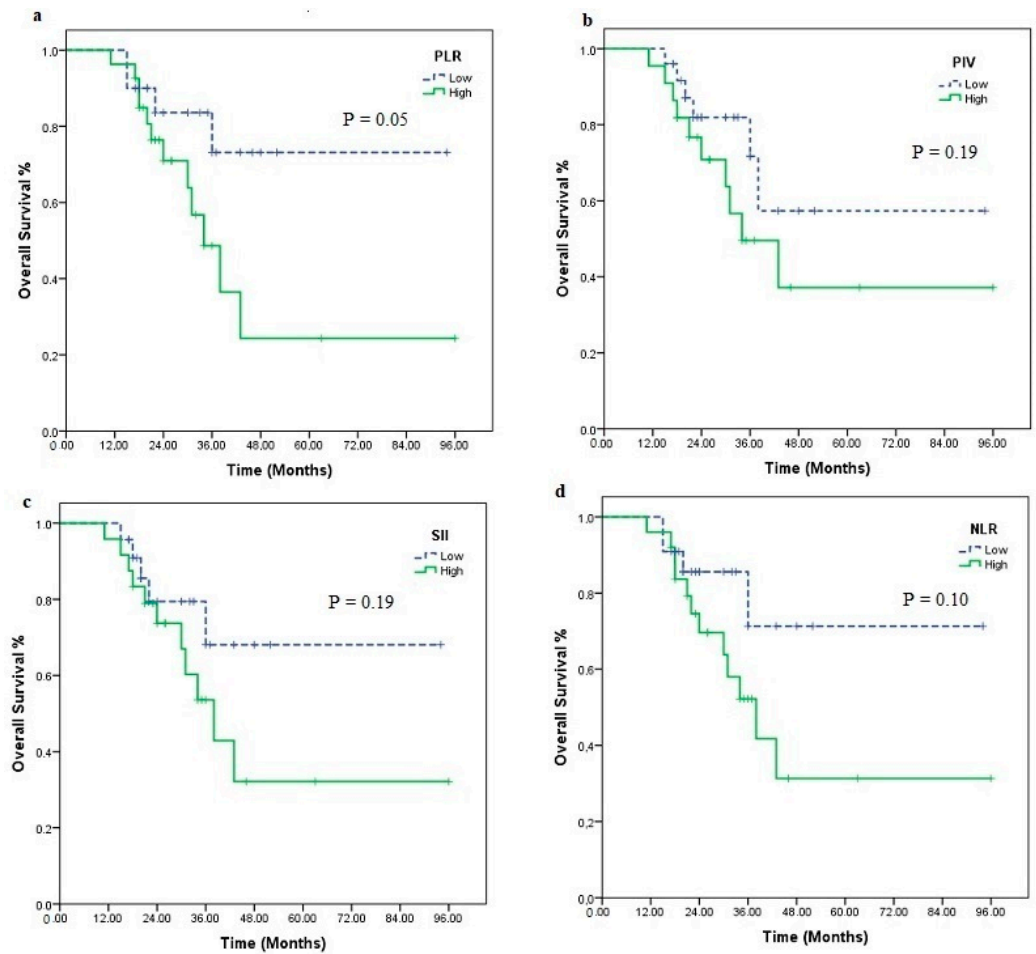 a
PLR
Low
High
P = 0.05
Overall Survival %
1.0
0.8
0.6
0.4
0.2
0.0
0.00 12.00 24.00 36.00 48.00 60.00 72.00 84.00 96.00
Time (Months)
b
PIV
Low
High
P = 0.19
Overall Survival %
1.0
0.8
0.6
0.4
0.2
0.0
0.00 12.00 24.00 36.00 48.00 60.00 72.00 84.00 96.00
Time (Months)
c
SII
Low
High
P = 0.19
Overall Survival %
1.0
0.8
0.6
0.4
0.2
0.0
0.00 12.00 24.00 36.00 48.00 60.00 72.00 84.00 96.00
Time (Months)
d
NLR
Low
High
P = 0.10
Overall Survival %
1,0
0,8
0,6
0,4
0,2
0,0
0.00 12.00 24.00 36.00 48.00 60.00 72.00 84.00 96.00
Time (Months)